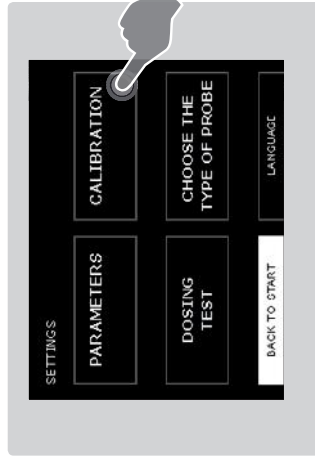 SETTINGS
PARAMETERS
CALIBRATION
DOSING
TEST
CHOOSE THE
TYPE OF PROBE
BACK TO START
LANGUAGE